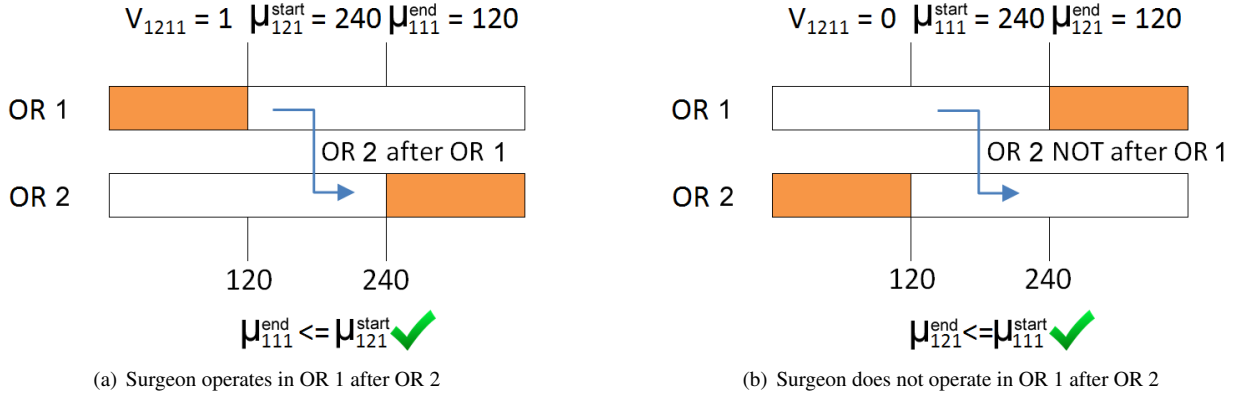 V1211 = 1 μ121start = 240 μ111end = 120
OR 1
OR 2 after OR 1
OR 2
120 240
μ111end <= μ121start
(a) Surgeon operates in OR 1 after OR 2
V1211 = 0 μ111start = 240 μ121end = 120
OR 1
OR 2 NOT after OR 1
OR 2
120 240
μ121end <= μ111start
(b) Surgeon does not operate in OR 1 after OR 2